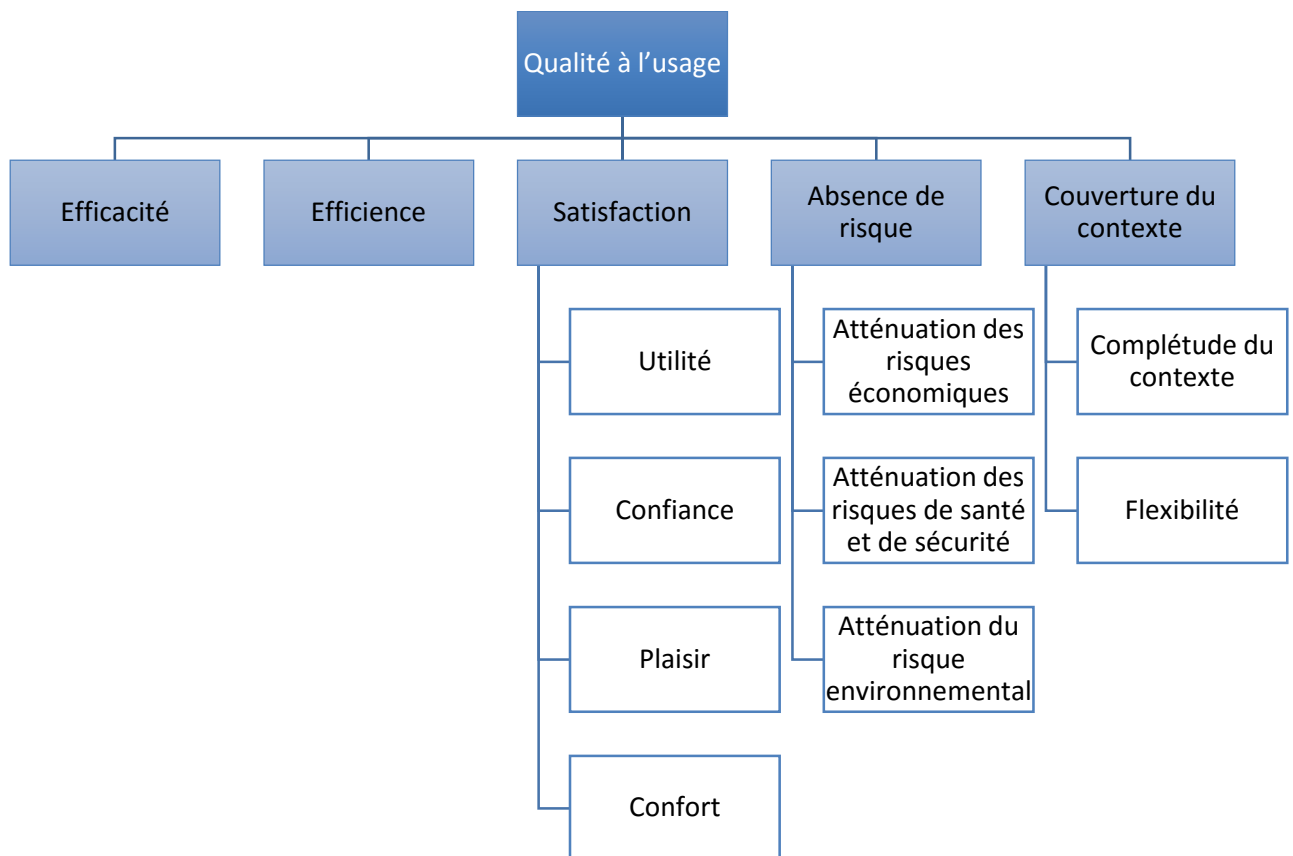 Qualité à l’usage
Efficacité
Efficience
Satisfaction
Absence de
risque
Couverture du
contexte
Utilité
Confiance
Plaisir
Confort
Atténuation des
risques
économiques
Atténuation des
risques de santé
et de sécurité
Atténuation du
risque
environnemental
Complétude du
contexte
Flexibilité